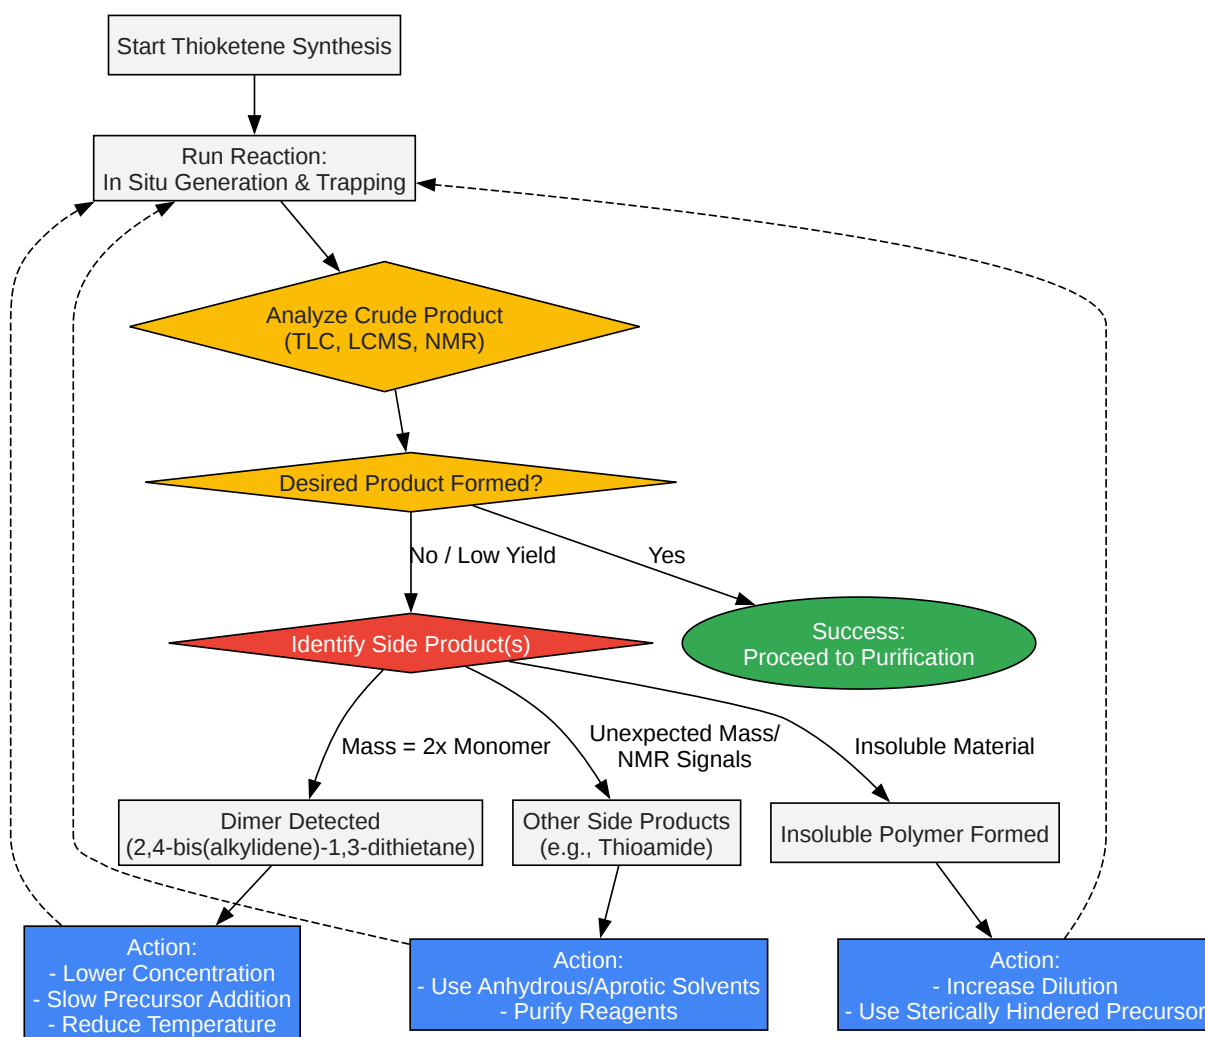 Start Thioketene Synthesis
Run Reaction:
In Situ Generation & Trapping
Analyze Crude Product
(TLC, LCMS, NMR)
Desired Product Formed?
No / Low Yield
Yes
Identify Side Product(s)
Success:
Proceed to Purification
Mass = 2x Monomer
Unexpected Mass/
NMR Signals
Insoluble Material
Dimer Detected
(2,4-bis(alkylidene)-1,3-dithietane)
Other Side Products
(e.g., Thioamide)
Insoluble Polymer Formed
Action:
- Lower Concentration
- Slow Precursor Addition
- Reduce Temperature
Action:
- Use Anhydrous/Aprotic Solvents
- Purify Reagents
Action:
- Increase Dilution
- Use Sterically Hindered Precursor